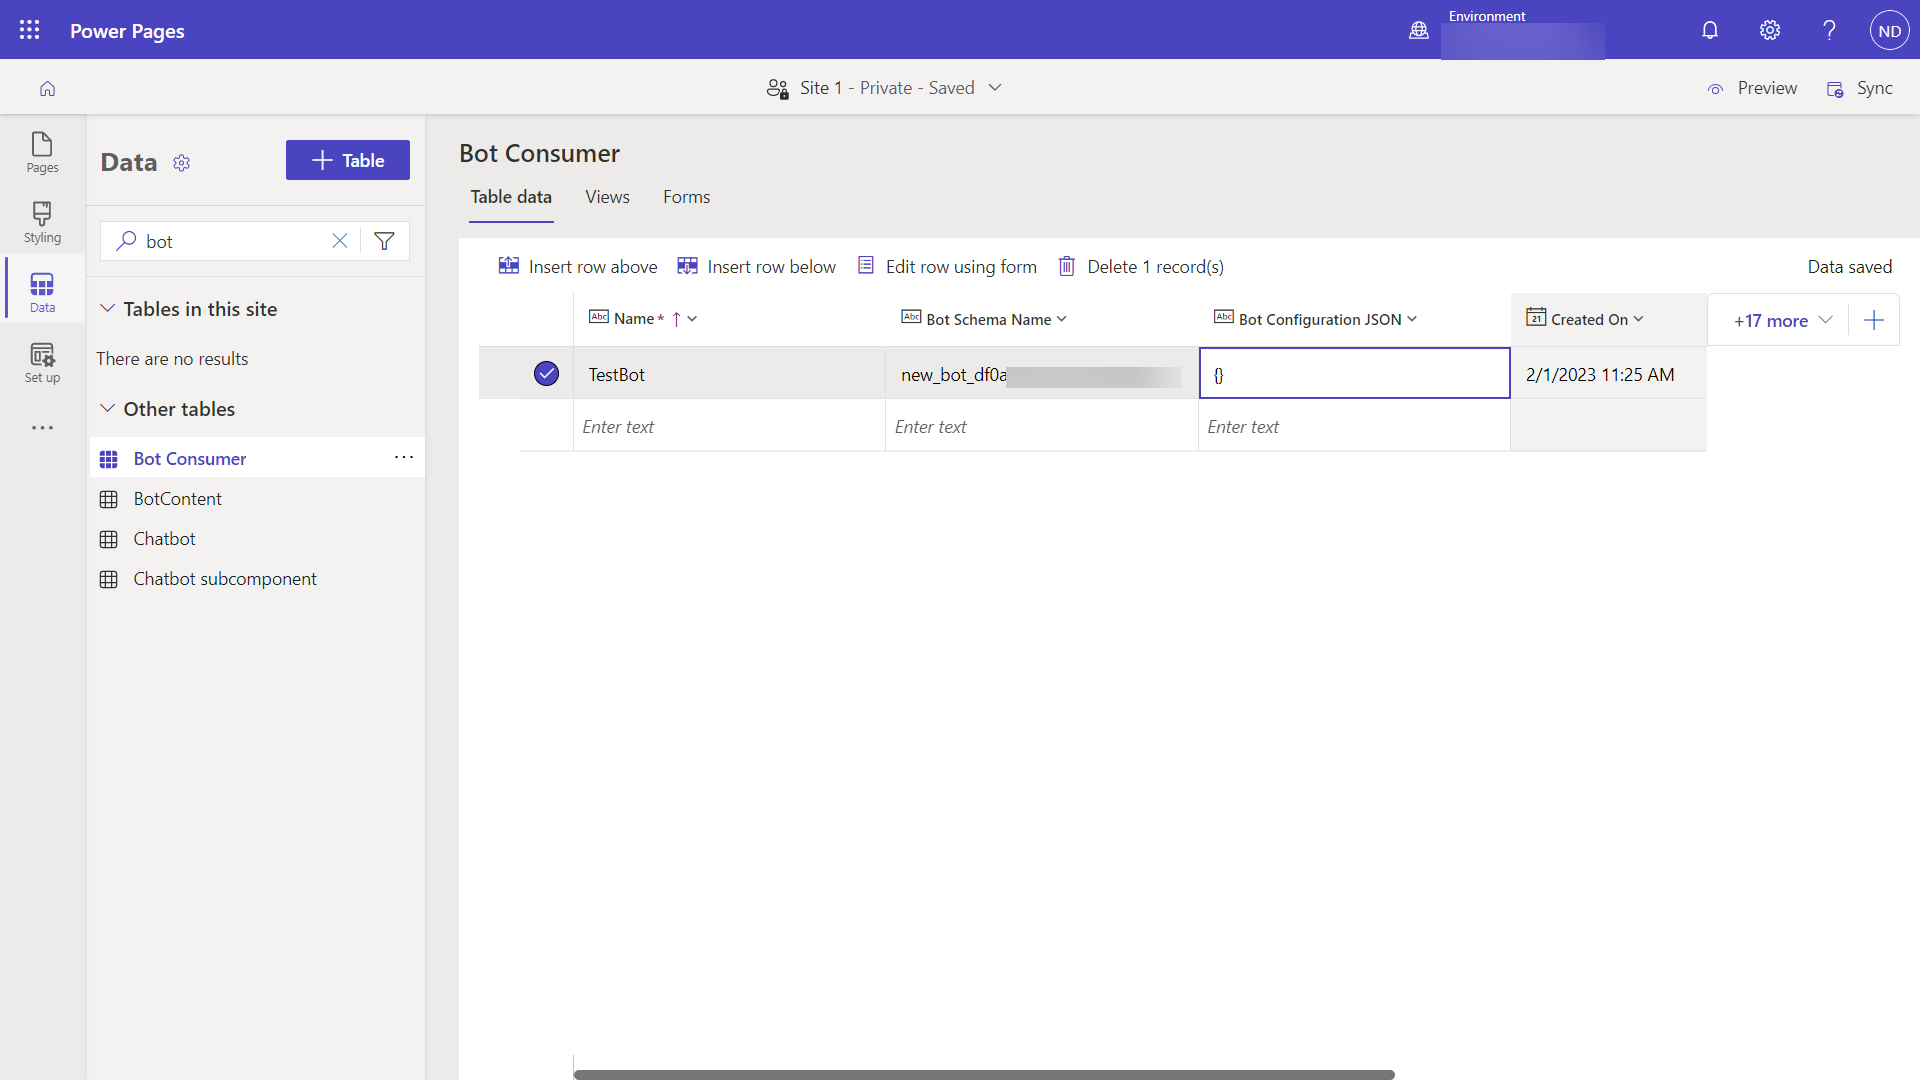 Power Pages
Environment
ND
Site 1 - Private - Saved
Preview
Sync
Pages
Styling
Data
Set up
Data
Table
bot
Tables in this site
There are no results
Other tables
Bot Consumer
BotContent
Chatbot
Chatbot subcomponent
Bot Consumer
Table data
Views
Forms
Insert row above
Insert row below
Edit row using form
Delete 1 record(s)
Data saved
Abc Name *
Abc Bot Schema Name
Abc Bot Configuration JSON
21 Created On
+17 more
TestBot
new_bot_df0a
{}
2/1/2023 11:25 AM
Enter text
Enter text
Enter text